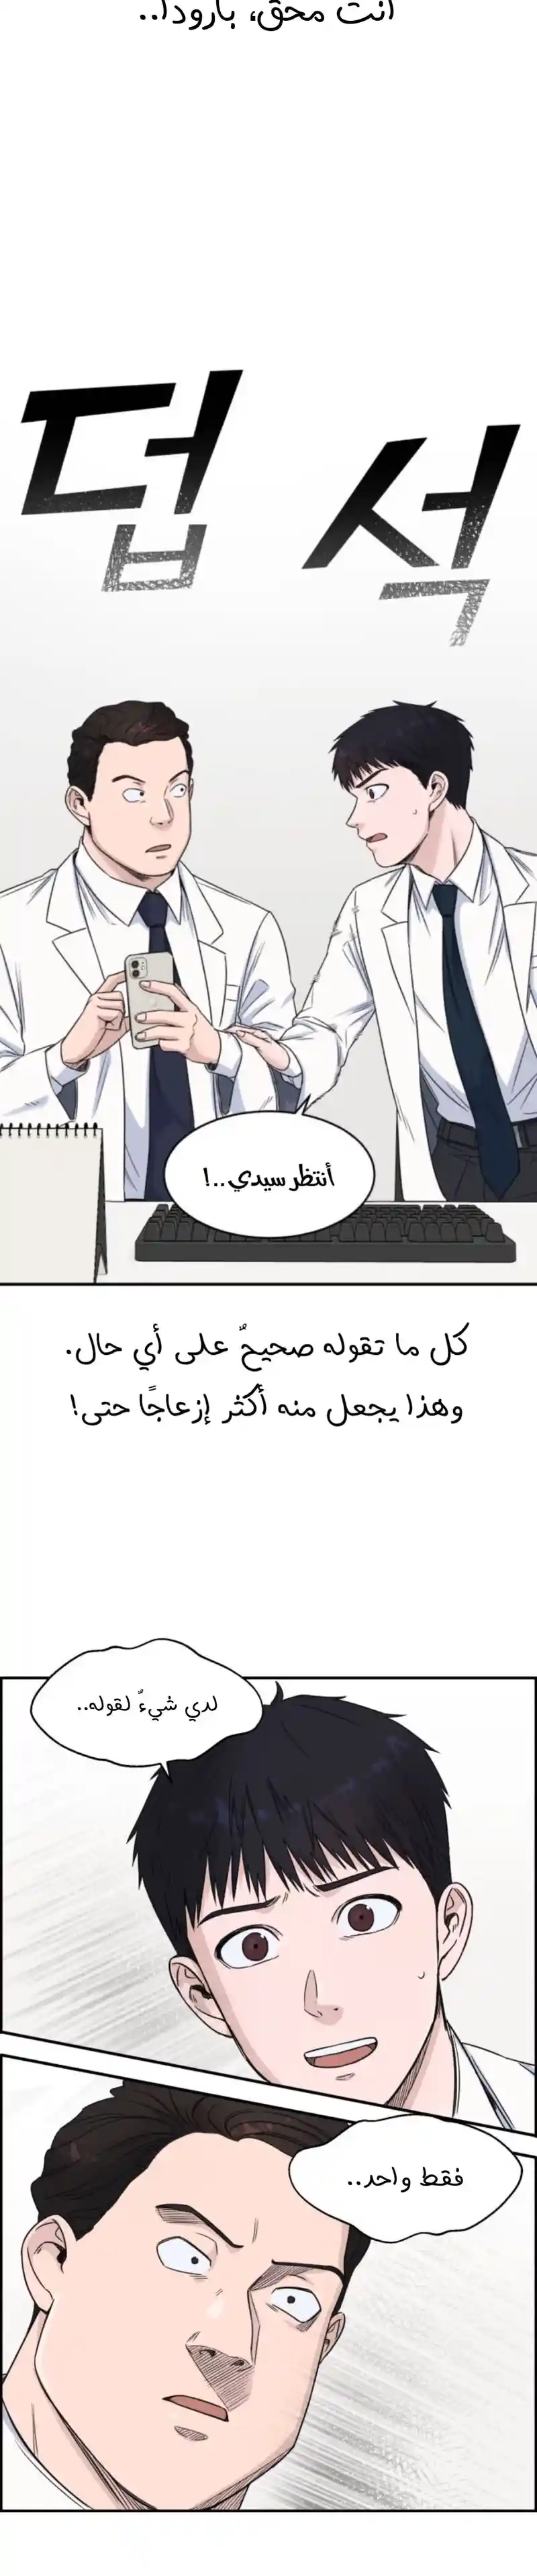 أنت محق، بارودا..
덥석
أنتظر سيدي..!
كل ما تقوله صحيحٌ على أي حال.
وهذا يجعل منه أكثر إزعاجًا حتى!
لدي شيءٌ لقوله..
فقط واحد..